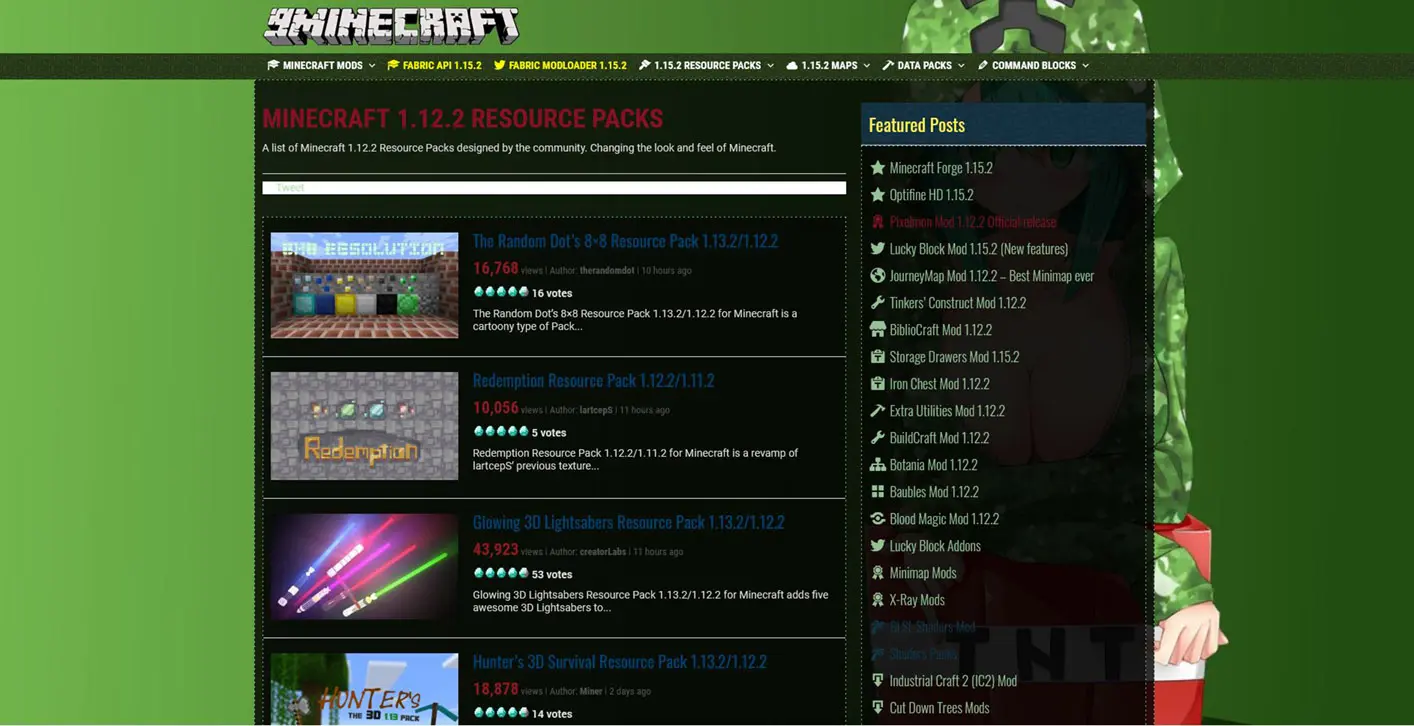 9MINECRAFT
MINECRAFT MODS FABRIC API 1.15.2 FABRIC MODLOADER 1.15.2 1.15.2 RESOURCE PACKS 1.15.2 MAPS DATA PACKS COMMAND BLOCKS
MINECRAFT 1.12.2 RESOURCE PACKS
A list of Minecraft 1.12.2 Resource Packs designed by the community. Changing the look and feel of Minecraft.
Tweet
8X8 RESOLUTION
The Random Dot's 8×8 Resource Pack 1.13.2/1.12.2
16,768 views | Author: therandomdot | 10 hours ago
16 votes
The Random Dot's 8×8 Resource Pack 1.13.2/1.12.2 for Minecraft is a
cartoony type of Pack...
Redemption
Redemption Resource Pack 1.12.2/1.11.2
10,056 views | Author: lartcepS | 11 hours ago
5 votes
Redemption Resource Pack 1.12.2/1.11.2 for Minecraft is a revamp of
lartcepS' previous texture...
Glowing 3D Lightsabers Resource Pack 1.13.2/1.12.2
43,923 views | Author: creatorLabs | 11 hours ago
53 votes
Glowing 3D Lightsabers Resource Pack 1.13.2/1.12.2 for Minecraft adds five
awesome 3D Lightsabers to...
HUNTER'S
THE 3D 1.13 PACK
Hunter's 3D Survival Resource Pack 1.13.2/1.12.2
18,878 views | Author: Miner | 2 days ago
14 votes
Featured Posts
Minecraft Forge 1.15.2
Optifine HD 1.15.2
Pixelmon Mod 1.12.2 Official release
Lucky Block Mod 1.15.2 (New features)
JourneyMap Mod 1.12.2 – Best Minimap ever
Tinkers' Construct Mod 1.12.2
BiblioCraft Mod 1.12.2
Storage Drawers Mod 1.15.2
Iron Chest Mod 1.12.2
Extra Utilities Mod 1.12.2
BuildCraft Mod 1.12.2
Botania Mod 1.12.2
Baubles Mod 1.12.2
Blood Magic Mod 1.12.2
Lucky Block Addons
Minimap Mods
X-Ray Mods
GLSL Shaders Mod
Shaders Packs
Industrial Craft 2 (IC2) Mod
Cut Down Trees Mods
TNT